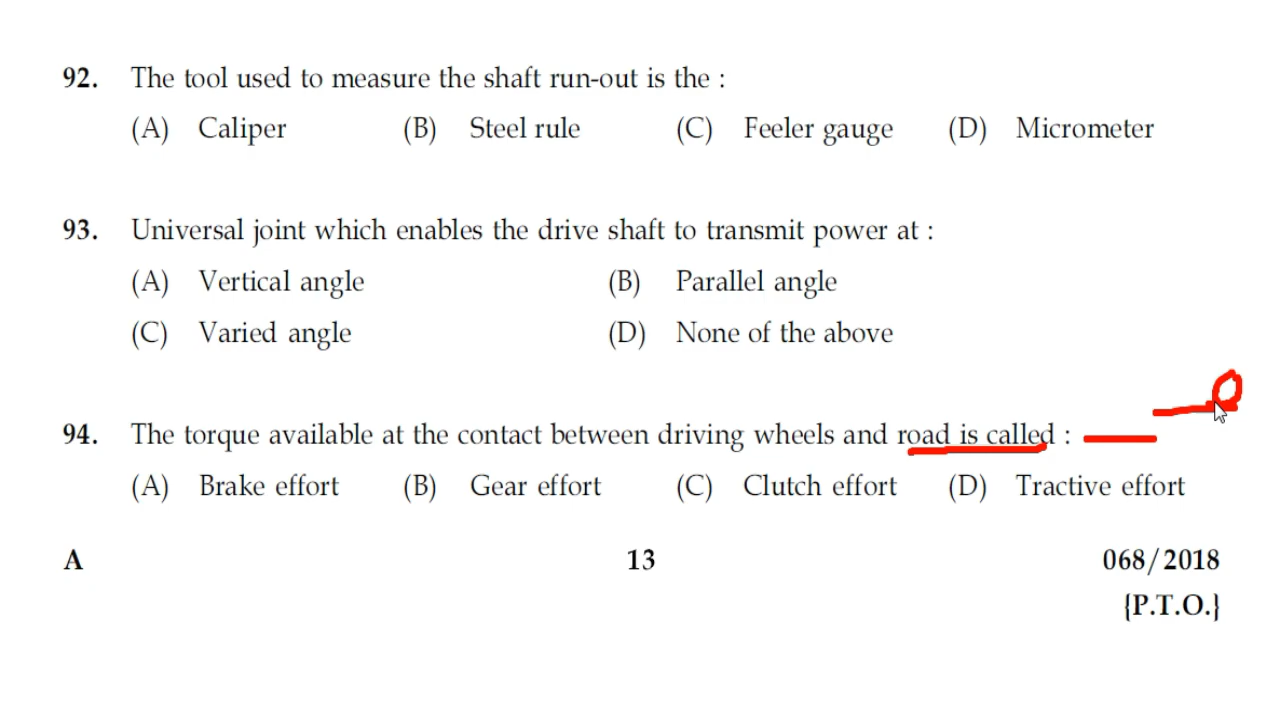 92. The tool used to measure the shaft run-out is the :
(A) Caliper (B) Steel rule (C) Feeler gauge (D) Micrometer
93. Universal joint which enables the drive shaft to transmit power at :
(A) Vertical angle (B) Parallel angle
(C) Varied angle (D) None of the above
94. The torque available at the contact between driving wheels and road is called :
(A) Brake effort (B) Gear effort (C) Clutch effort (D) Tractive effort
A 13 068/2018
{P.T.O.}